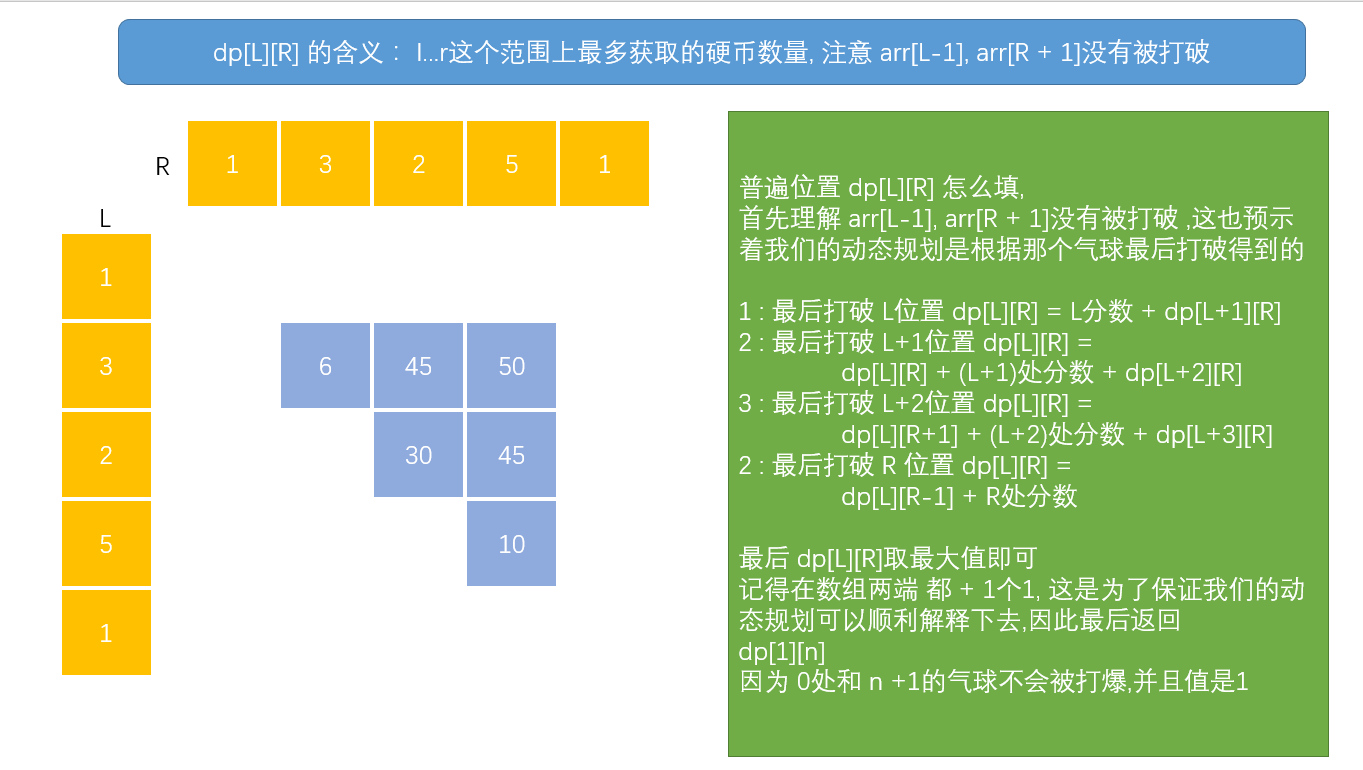 dp[L][R] 的含义 :  l...r这个范围上最多获取的硬币数量, 注意 arr[L-1], arr[R + 1]没有被打破
R
1 3 2 5 1
L
1
3 6 45 50
2 30 45
5 10
1
普遍位置 dp[L][R] 怎么填,
首先理解 arr[L-1], arr[R + 1]没有被打破 ,这也预示
着我们的动态规划是根据那个气球最后打破得到的
1 : 最后打破 L位置 dp[L][R] = L分数 + dp[L+1][R]
2 : 最后打破 L+1位置 dp[L][R] =
dp[L][R] + (L+1)处分数 + dp[L+2][R]
3 : 最后打破 L+2位置 dp[L][R] =
dp[L][R+1] + (L+2)处分数 + dp[L+3][R]
2 : 最后打破 R 位置 dp[L][R] =
dp[L][R-1] + R处分数
最后 dp[L][R]取最大值即可
记得在数组两端 都 + 1个1, 这是为了保证我们的动
态规划可以顺利解释下去,因此最后返回
dp[1][n]
因为 0处和 n +1的气球不会被打爆,并且值是1